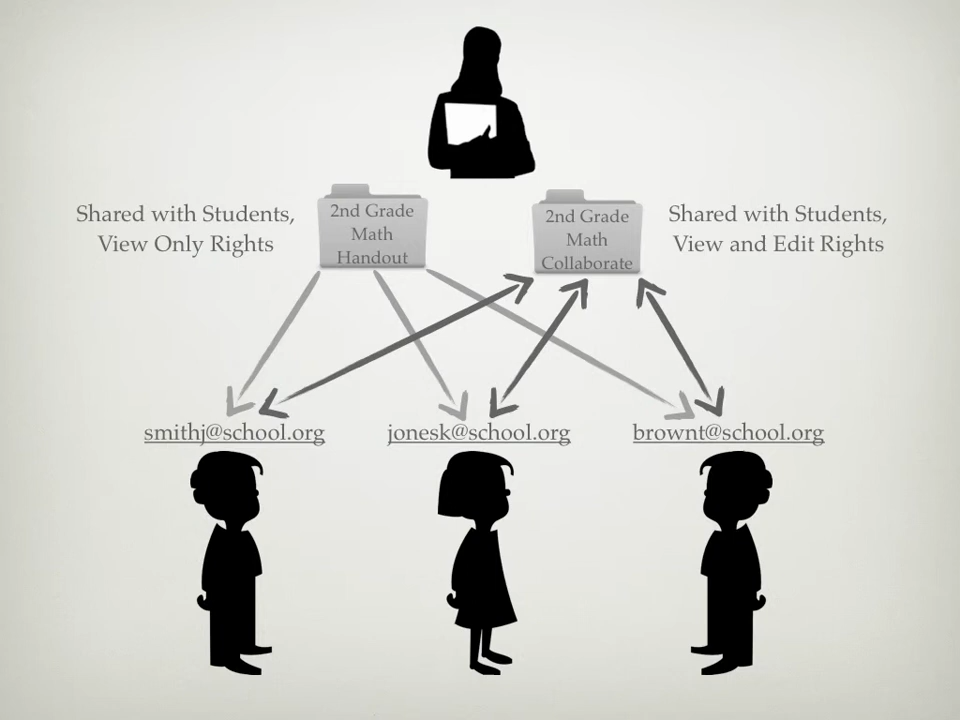 Shared with Students,
View Only Rights
2nd Grade
Math
Handout
2nd Grade
Math
Collaborate
Shared with Students,
View and Edit Rights
smithj@school.org
jonesk@school.org
brownt@school.org